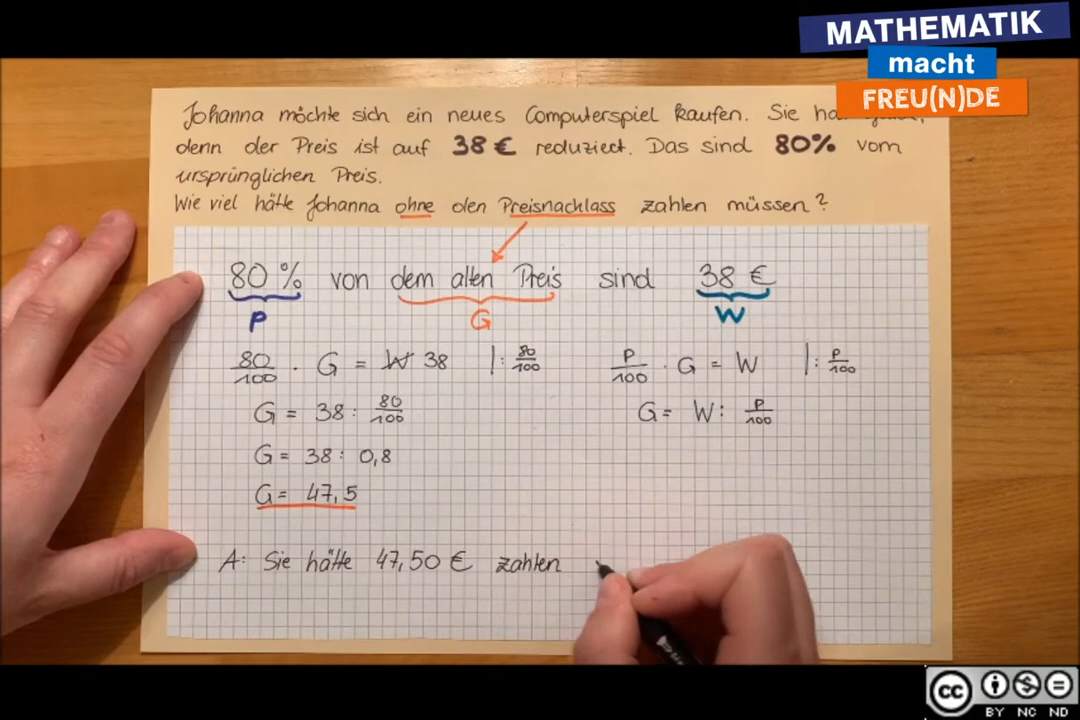 MATHEMATIK
macht
FREU(N)DE
Johanna möchte sich ein neues Computerspiel kaufen. Sie
denn der Preis ist auf 38 € reduziert. Das sind 80% vom
ursprünglichen Preis.
Wie viel hätte Johanna ohne den Preisnachlass zahlen müssen?
80 % von dem alten Preis sind 38 €
P G W
80/100 · G = W 38 |: 80/100
P/100 · G = W |: P/100
G = 38 : 80/100
G = W : P/100
G = 38 : 0,8
G = 47,5
A: Sie hätte 47,50 € zahlen
CC
BY NC ND